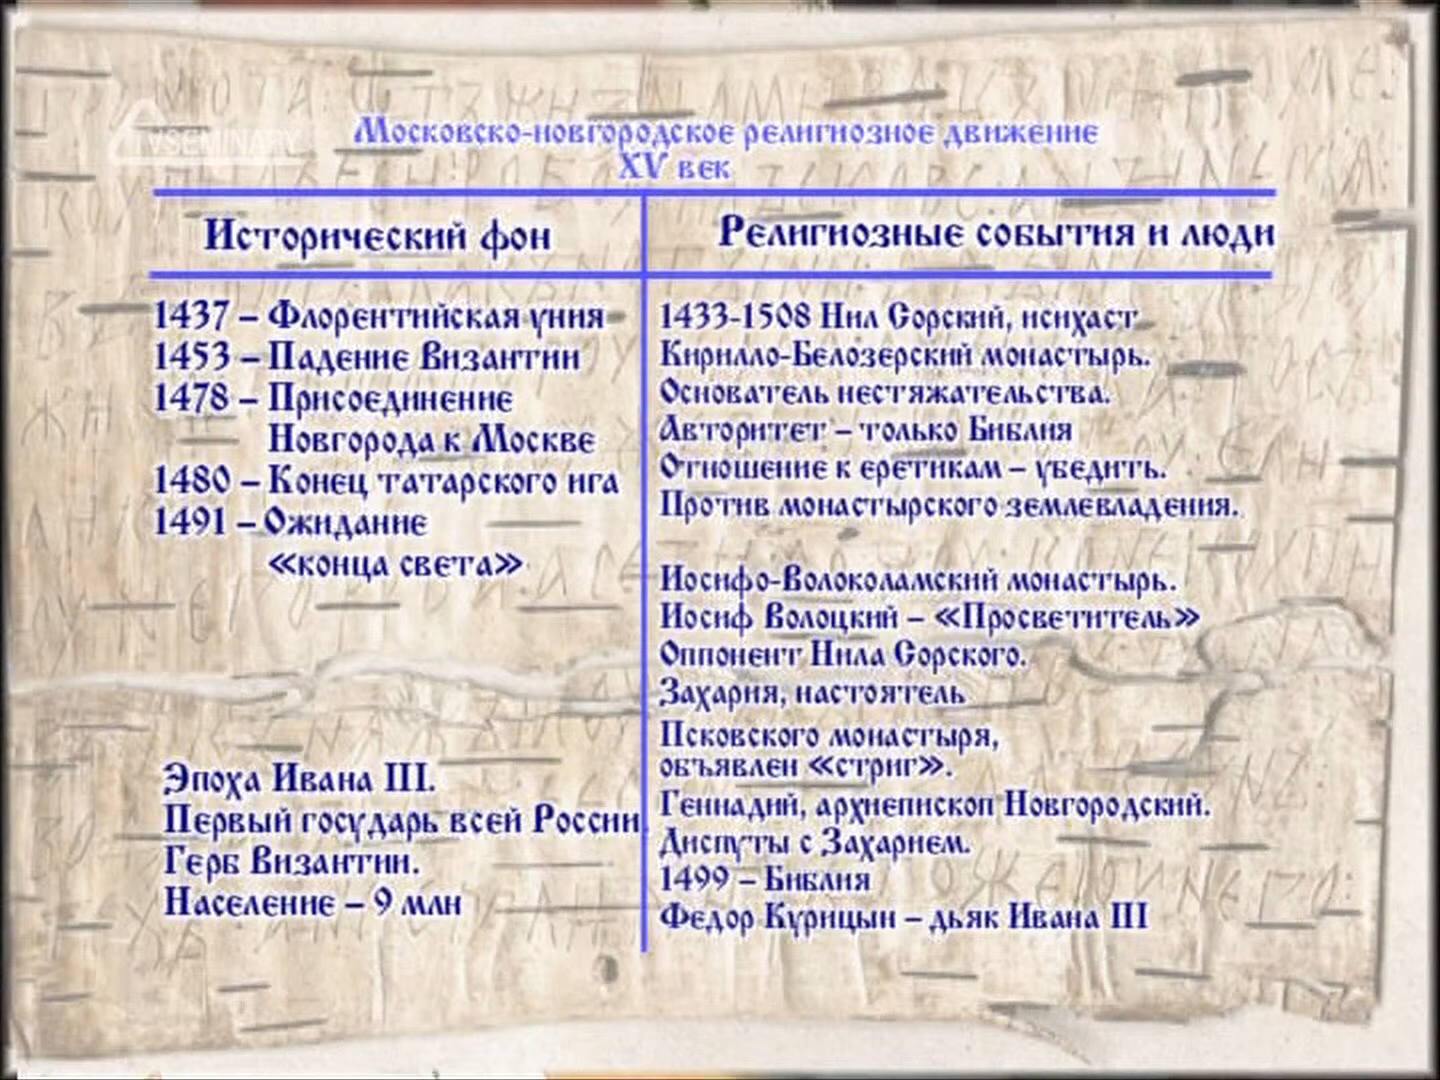 TVSEMINARY
Московско-новгородское религиозное движение
XV век
Исторический фон
1437 – Флорентийская уния
1453 – Падение Византии
1478 – Присоединение
Новгорода к Москве
1480 – Конец татарского ига
1491 – Ожидание
«конца света»
Эпоха Ивана III.
Первый государь всей России
Герб Византии.
Население – 9 млн
Религиозные события и люди
1433-1508 Нил Сорский, исихаст
Кирилло-Белозерский монастырь.
Основатель нестяжательства.
Авторитет – только Библия
Отношение к еретикам – убедить.
Против монастырского землевладения.
Иосифо-Волоколамский монастырь.
Иосиф Волоцкий – «Просветитель»
Оппонент Нила Сорского.
Захария, настоятель
Псковского монастыря,
объявлен «стриг».
Геннадий, архиепископ Новгородский.
Диспуты с Захарием.
1499 – Библия
Федор Курицын – дьяк Ивана III